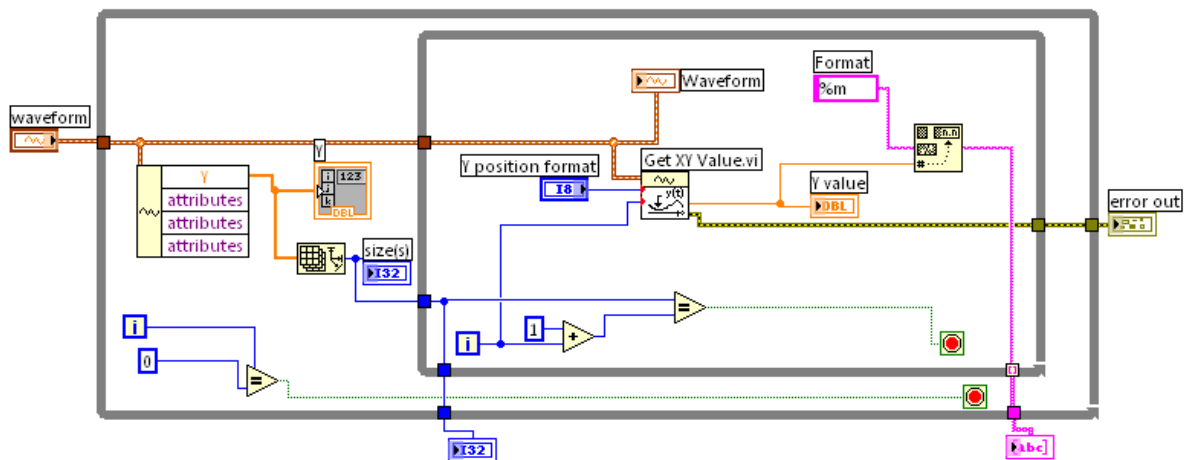 Format
%m
Waveform
waveform
Y
Y position format
Get XY Value.vi
Y
i 123
j
k
DBL
n.n
#
I8
y(t)
Y value
DBL
attributes
attributes
attributes
error out
size(s)
I32
i
0
=
i
1
+
=
[]
I32
abc]